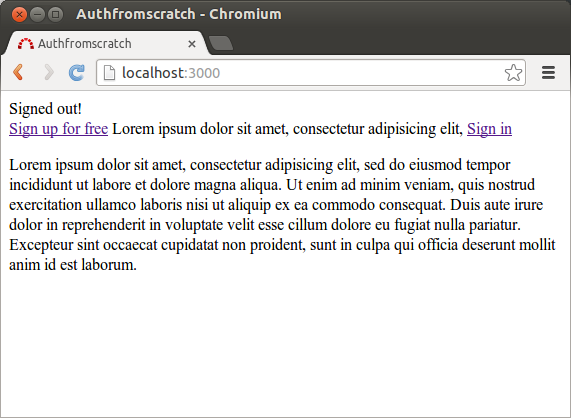 Authfromscratch - Chromium
Authfromscratch
localhost:3000
Signed out!
Sign up for free Lorem ipsum dolor sit amet, consectetur adipisicing elit, Sign in
Lorem ipsum dolor sit amet, consectetur adipisicing elit, sed do eiusmod tempor
incididunt ut labore et dolore magna aliqua. Ut enim ad minim veniam, quis nostrud
exercitation ullamco laboris nisi ut aliquip ex ea commodo consequat. Duis aute irure
dolor in reprehenderit in voluptate velit esse cillum dolore eu fugiat nulla pariatur.
Excepteur sint occaecat cupidatat non proident, sunt in culpa qui officia deserunt mollit
anim id est laborum.